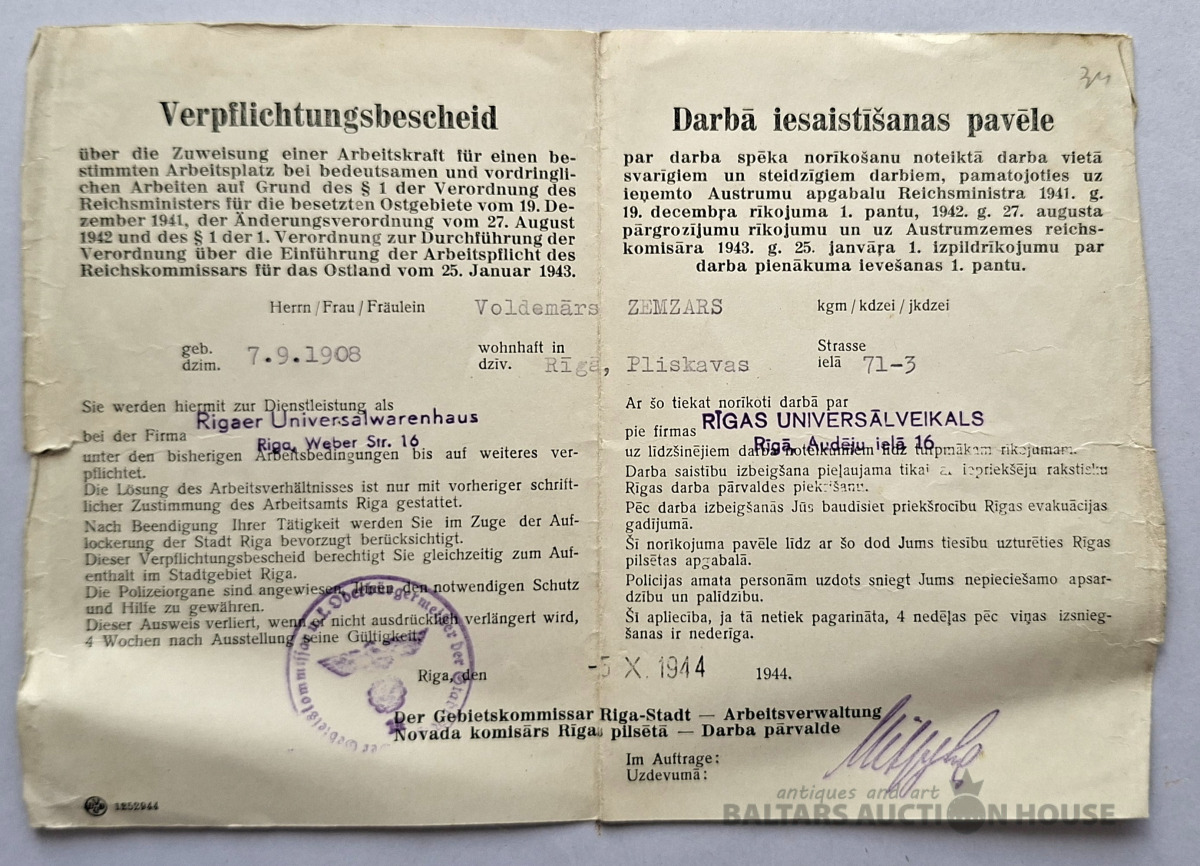 Verpflichtungsbescheid
über die Zuweisung einer Arbeitskraft für einen be-
stimmten Arbeitsplatz bei bedeutsamen und vordringli-
chen Arbeiten auf Grund des § 1 der Verordnung des
Reichsministers für die besetzten Ostgebiete vom 19. De-
zember 1941, der Änderungsverordnung vom 27. August
1942 und des § 1 der 1. Verordnung zur Durchführung der
Verordnung über die Einführung der Arbeitspflicht des
Reichskommissars für das Ostland vom 25. Januar 1943.
Darbā iesaistīšanas pavēle
par darba spēka norīkošanu noteiktā darba vietā
svarīgiem un steidzīgiem darbiem, pamatojoties uz
ieņemto Austrumu apgabalu Reichsministra 1941. g.
19. decembŗa rīkojuma 1. pantu, 1942. g. 27. augusta
pārgrozījumu rīkojumu un uz Austrumzemes reichs-
komisāra 1943. g. 25. janvāŗa 1. izpildrīkojumu par
darba pienākuma ievešanas 1. pantu.
Herrn / Frau / Fräulein Voldemārs ZEMZARS kgm / kdzei / jkdzei
geb. 7.9.1908 wohnhaft in Rīgā, Pliskavas Strasse 71-3
dzim. dzīv. ielā
Sie werden hiermit zur Dienstleistung als
Rigaer Universalwarenhaus
bei der Firma
Riga, Weber Str. 16
unter den bisherigen Arbeitsbedingungen bis auf weiteres ver-
pflichtet.
Die Lösung des Arbeitsverhältnisses ist nur mit vorheriger schrift-
licher Zustimmung des Arbeitsamts Riga gestattet.
Nach Beendigung Ihrer Tätigkeit werden Sie im Zuge der Auf-
lockerung der Stadt Riga bevorzugt berücksichtigt.
Dieser Verpflichtungsbescheid berechtigt Sie gleichzeitig zum Auf-
enthalt im Stadtgebiet Riga.
Die Polizeiorgane sind angewiesen, Ihnen den notwendigen Schutz
und Hilfe zu gewähren.
Dieser Ausweis verliert, wenn er nicht ausdrücklich verlängert wird,
4 Wochen nach Ausstellung seine Gültigkeit.
Ar šo tiekat norīkoti darbā par
RĪGAS UNIVERSĀLVEIKALS
pie firmas
Rīgā, Audēju ielā 16
uz līdzšinējiem darba noteikumiem līdz turpmākam rīkojumam.
Darba saistību izbeigšana pieļaujama tikai ar iepriekšēju rakstisku
Rīgas darba pārvaldes piekrišanu.
Pēc darba izbeigšanās Jūs baudisiet priekšrocību Rīgas evakuācijas
gadījumā.
Šī norīkojuma pavēle līdz ar šo dod Jums tiesību uzturēties Rīgas
pilsētas apgabalā.
Policijas amata personām uzdots sniegt Jums nepieciešamo apsar-
dzību un palīdzību.
Šī apliecība, ja tā netiek pagarināta, 4 nedēļas pēc viņas izsnieg-
šanas ir nederīga.
Riga, den -5 X. 1944 1944.
Der Gebietskommissar Riga-Stadt — Arbeitsverwaltung
Novada komisārs Rīgas pilsētā — Darba pārvalde
Im Auftrage:
Uzdevumā:
1252944
antiques and art
BALTARS AUCTION HOUSE